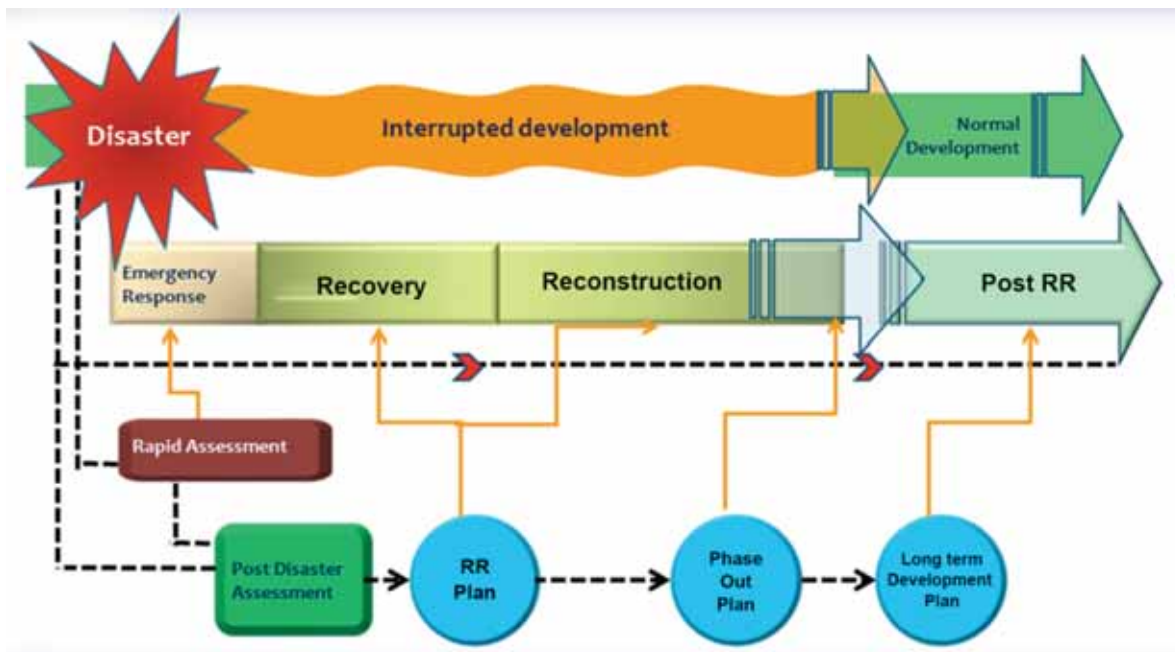 Disaster
Interrupted development
Normal
Development
Emergency
Response
Recovery
Reconstruction
Post RR
Rapid Assessment
Post Disaster
Assessment
RR
Plan
Phase
Out
Plan
Long term
Development
Plan